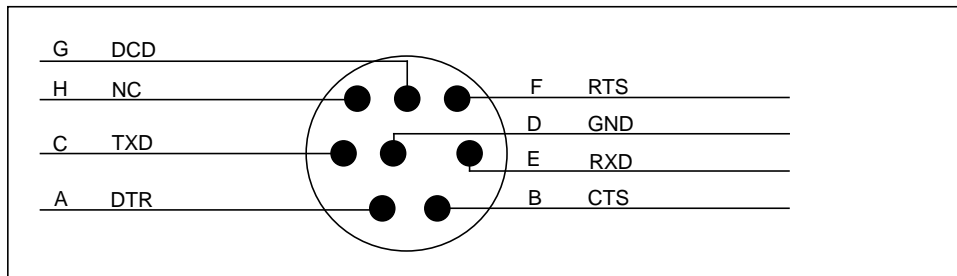 G DCD
H NC
C TXD
A DTR
F RTS
D GND
E RXD
B CTS